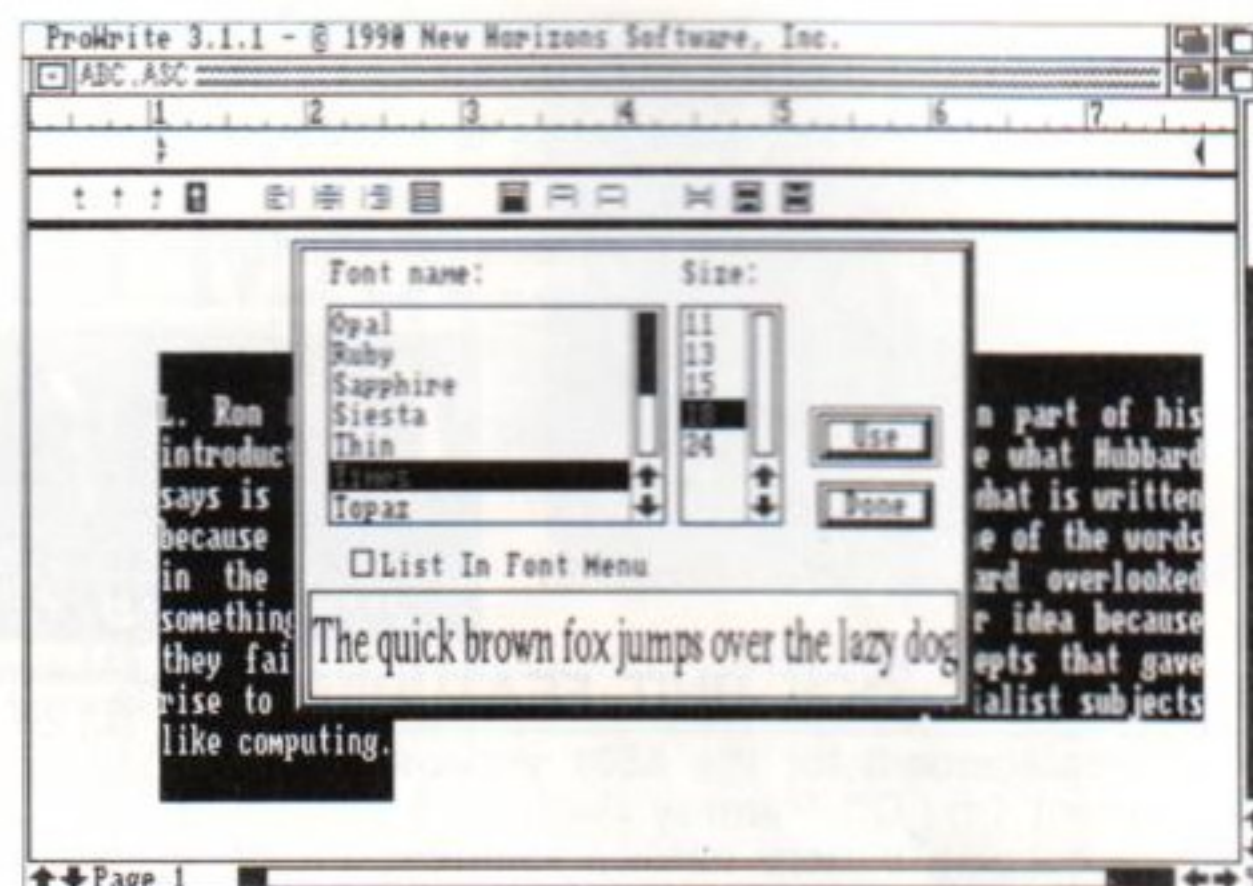 ProWrite 3.1.1 - © 1990 New Horizons Software, Inc.
ABC.ASC
1 2 3 4 5 6 7
Font name: Size:
Opal 11
Ruby 13
Sapphire 15
Siesta 18
Thin 24
Times
Topaz
Use
Done
List In Font Menu
The quick brown fox jumps over the lazy dog
L. Ron n part of his
introduct e what Hubbard
says is what is written
because e of the words
in the ard overlooked
something r idea because
they fai epts that gave
rise to ialist subjects
like computing.
Page 1